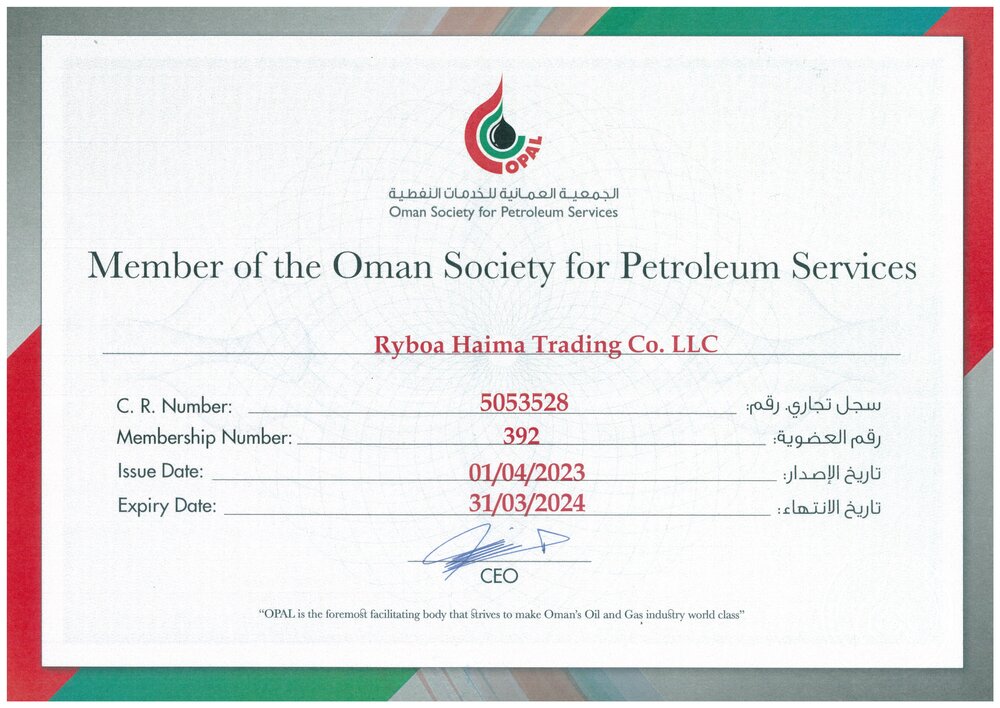 OPAL
الجمعية العمانية للخدمات النفطية
Oman Society for Petroleum Services
Member of the Oman Society for Petroleum Services
Ryboa Haima Trading Co. LLC
C. R. Number: 5053528 سجل تجاري. رقم:
Membership Number: 392 رقم العضوية:
Issue Date: 01/04/2023 تاريخ الإصدار:
Expiry Date: 31/03/2024 تاريخ الانتهاء:
CEO
“OPAL is the foremost facilitating body that strives to make Oman's Oil and Gas industry world class”